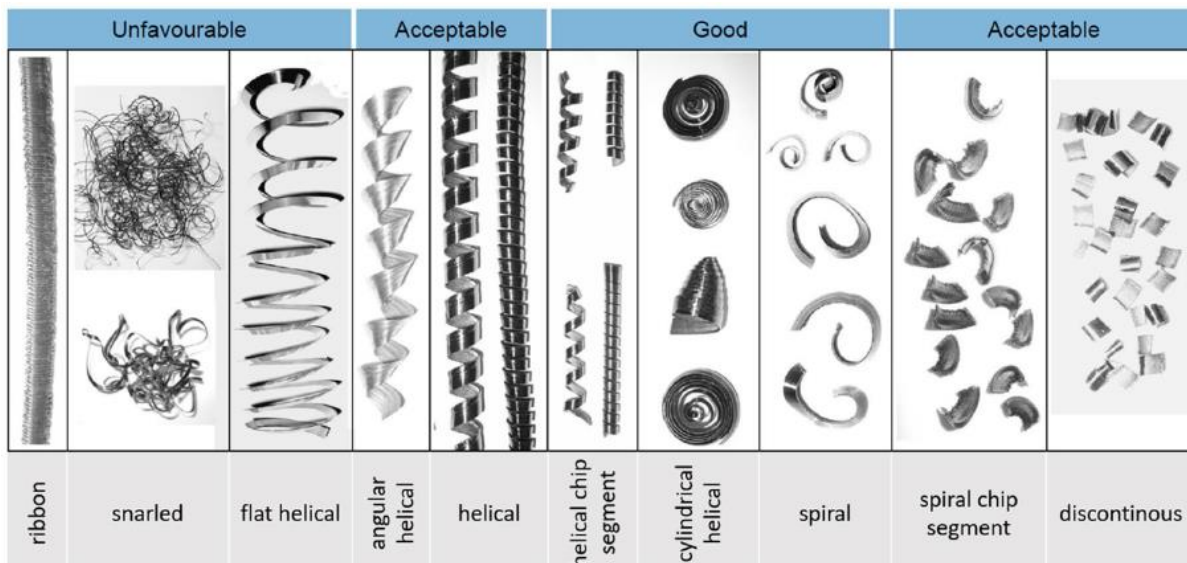 Unfavourable
Acceptable
Good
Acceptable
ribbon
snarled
flat helical
angular
helical
helical
helical chip
segment
cylindrical
helical
spiral
spiral chip
segment
discontinous